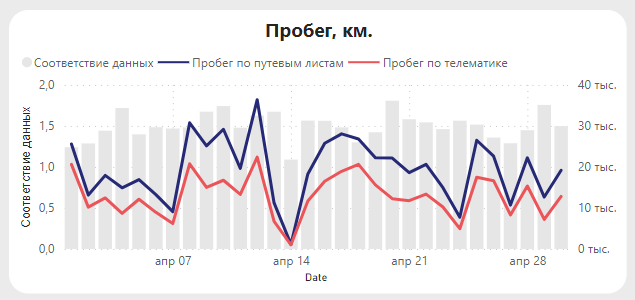 Пробег, км.
Соответствие данных Пробег по путевым листам Пробег по телематике
Соответствие данных
2,0
1,5
1,0
0,5
0,0
40 тыс.
30 тыс.
20 тыс.
10 тыс.
0 тыс.
апр 07 апр 14 апр 21 апр 28
Date